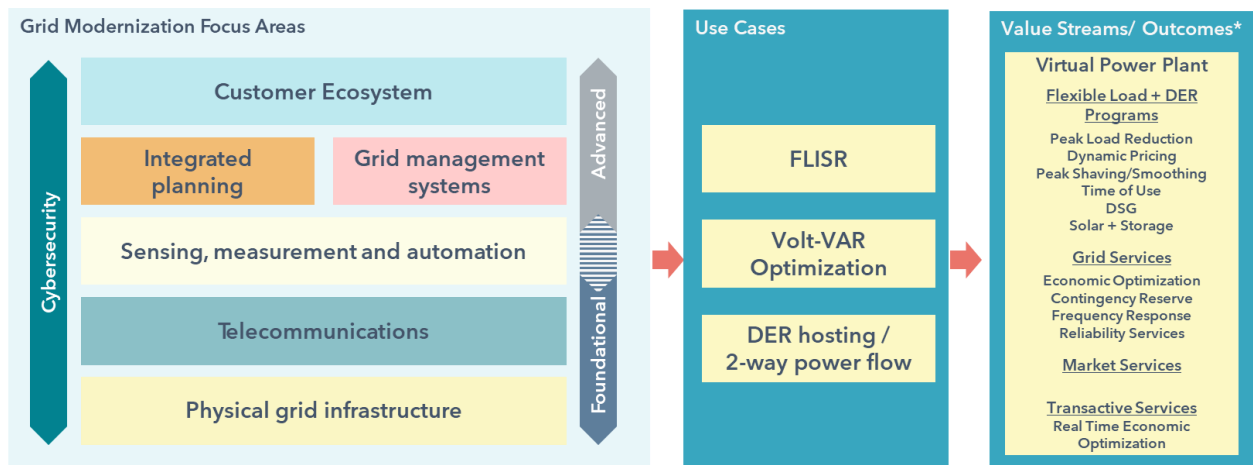 Grid Modernization Focus Areas
Cybersecurity
Customer Ecosystem
Integrated
planning
Grid management
systems
Sensing, measurement and automation
Telecommunications
Physical grid infrastructure
Advanced
Foundational
Use Cases
FLISR
Volt-VAR
Optimization
DER hosting /
2-way power flow
Value Streams/ Outcomes*
Virtual Power Plant
Flexible Load + DER
Programs
Peak Load Reduction
Dynamic Pricing
Peak Shaving/Smoothing
Time of Use
DSG
Solar + Storage
Grid Services
Economic Optimization
Contingency Reserve
Frequency Response
Reliability Services
Market Services
Transactive Services
Real Time Economic
Optimization